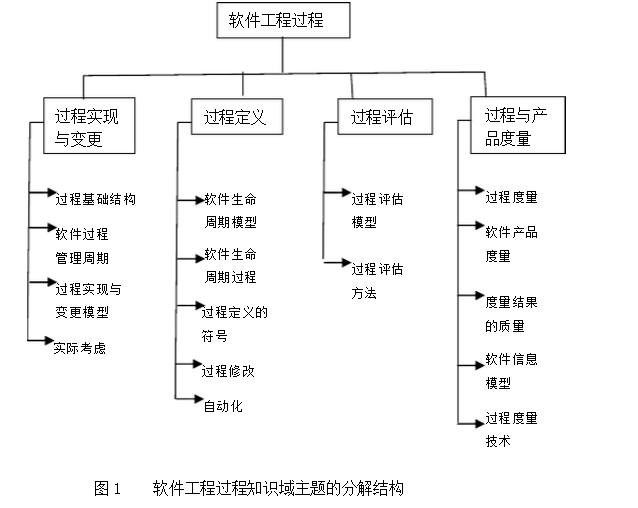 软件工程过程
过程实现
与变更
过程定义
过程评估
过程与产
品度量
过程基础结构
软件过程
管理周期
过程实现与
变更模型
实际考虑
软件生命
周期模型
软件生命
周期过程
过程定义的
符号
过程修改
自动化
过程评估
模型
过程评估
方法
过程度量
软件产品
度量
度量结果
的质量
软件信息
模型
过程度量
技术
图1 软件工程过程知识域主题的分解结构